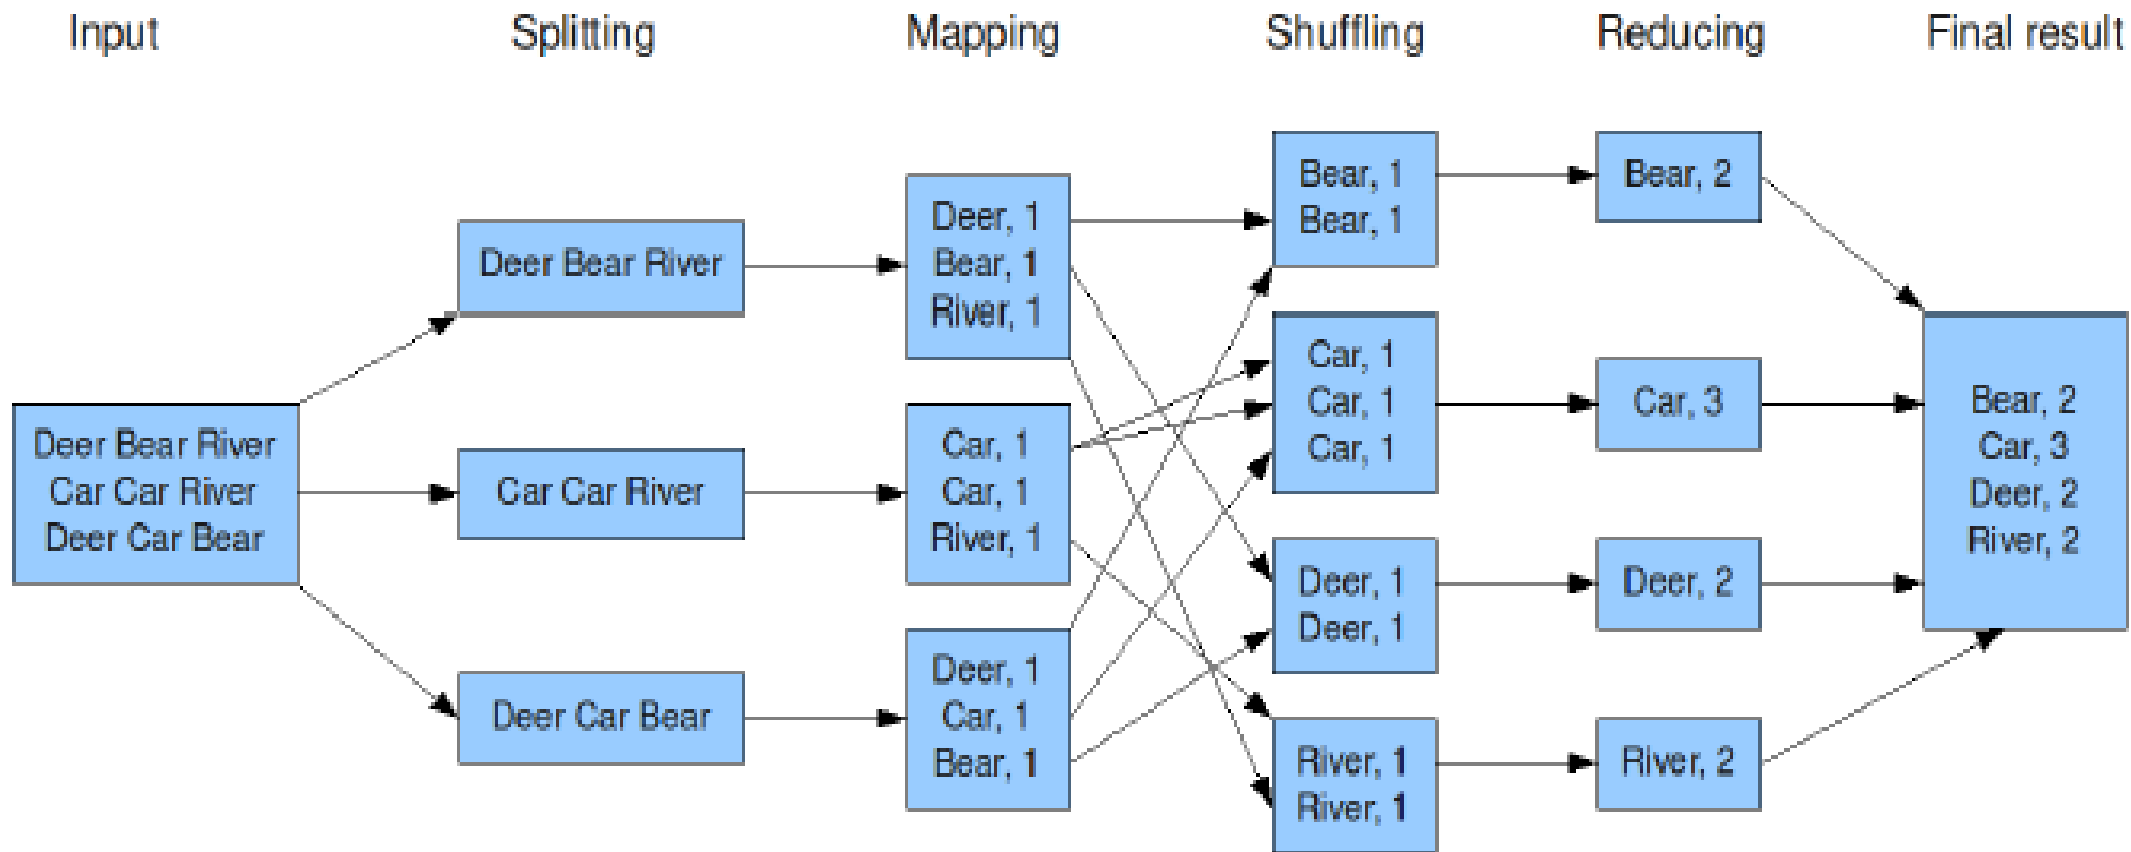 Input
Splitting
Mapping
Shuffling
Reducing
Final result
Deer Bear River
Car Car River
Deer Car Bear
Deer Bear River
Car Car River
Deer Car Bear
Deer, 1
Bear, 1
River, 1
Car, 1
Car, 1
River, 1
Deer, 1
Car, 1
Bear, 1
Bear, 1
Bear, 1
Car, 1
Car, 1
Car, 1
Deer, 1
Deer, 1
River, 1
River, 1
Bear, 2
Car, 3
Deer, 2
River, 2
Bear, 2
Car, 3
Deer, 2
River, 2